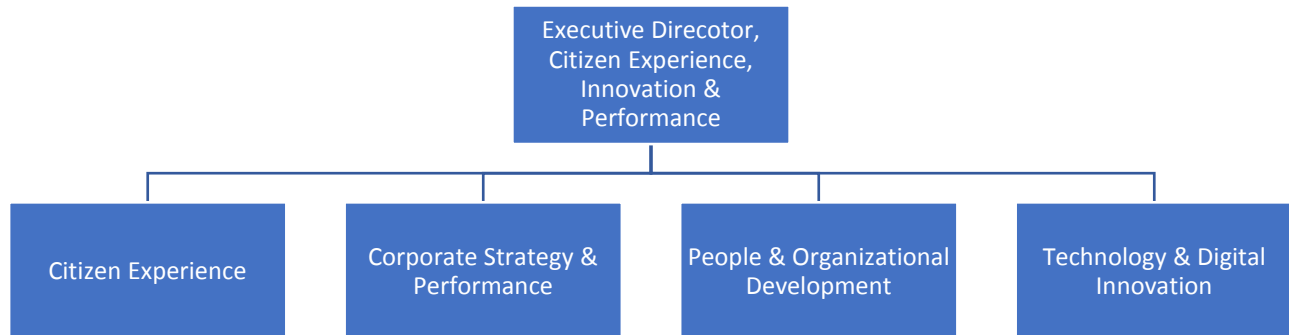 Executive Direcotor,
Citizen Experience,
Innovation &
Performance
Citizen Experience
Corporate Strategy &
Performance
People & Organizational
Development
Technology & Digital
Innovation